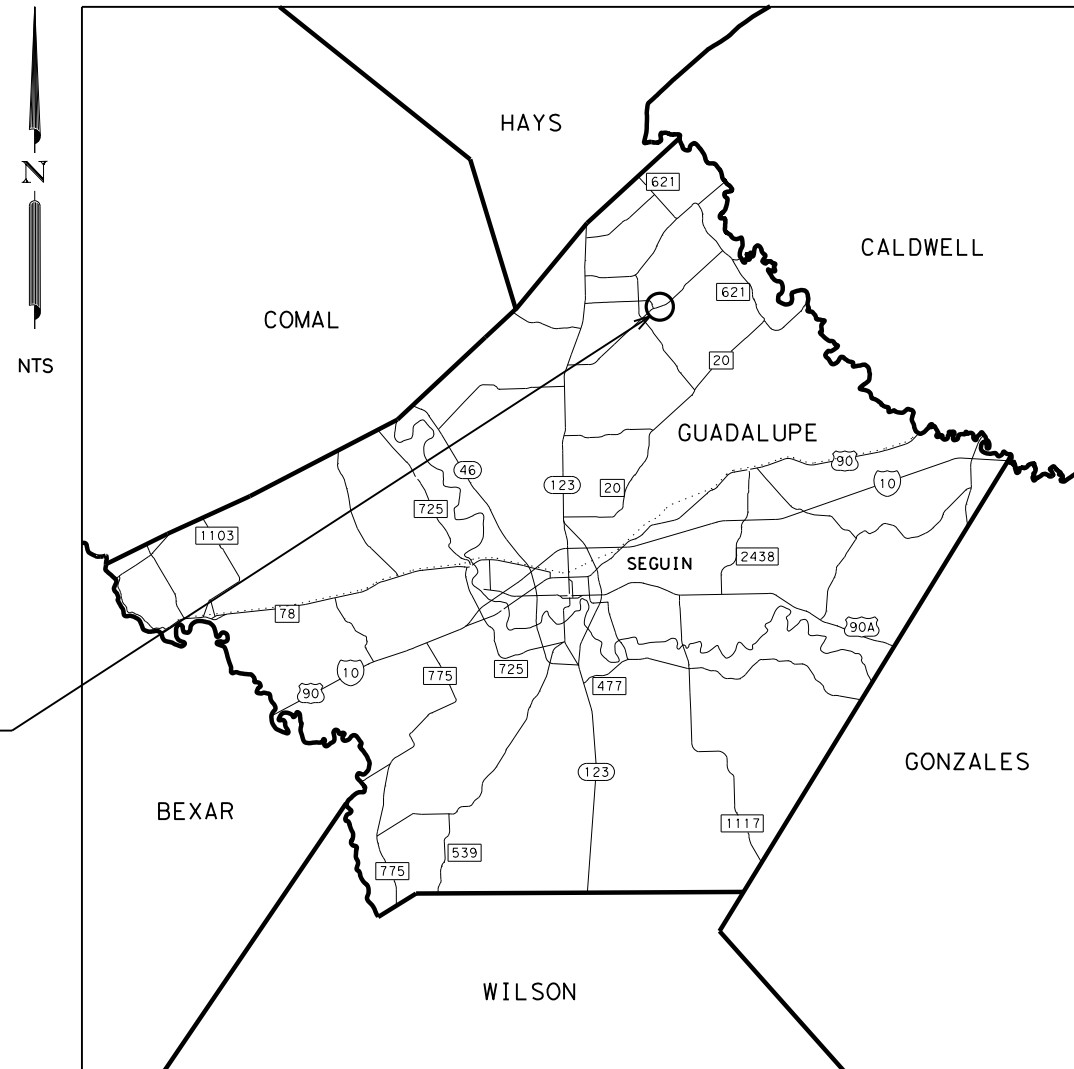 HAYS
N
621
CALDWELL
621
COMAL
NTS
20
GUADALUPE
90
46
10
123
20
725
1103
SEGUIN
2438
78
90A
725
10
775
477
90
GONZALES
123
BEXAR
1117
539
775
WILSON